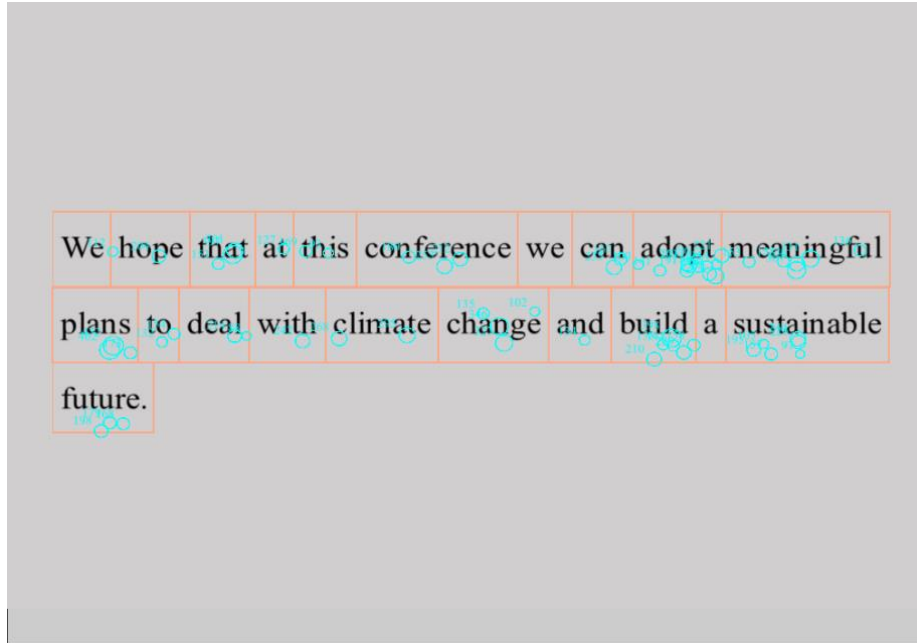 We hope that at this conference we can adopt meaningful
plans to deal with climate change and build a sustainable
future.